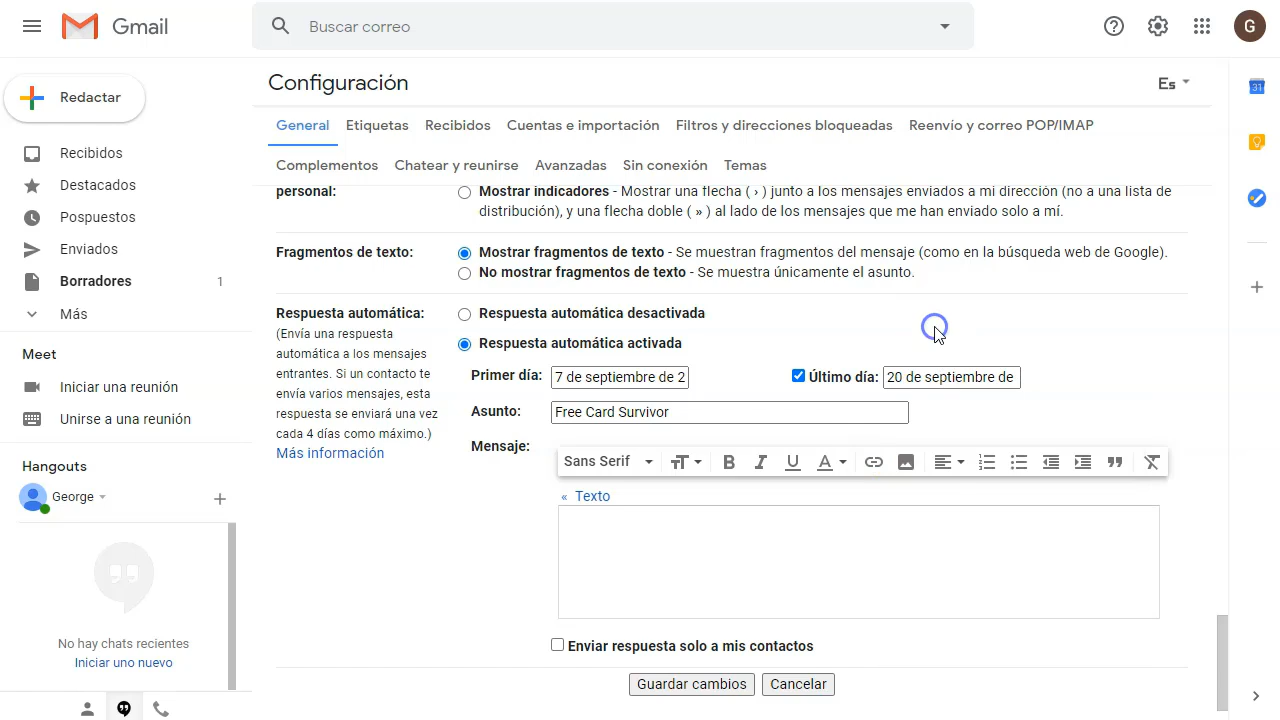 Gmail
Buscar correo
G
Redactar
Recibidos
Destacados
Pospuestos
Enviados
Borradores 1
Más
Meet
Iniciar una reunión
Unirse a una reunión
Hangouts
George
No hay chats recientes
Iniciar uno nuevo
Configuración
Es
General Etiquetas Recibidos Cuentas e importación Filtros y direcciones bloqueadas Reenvío y correo POP/IMAP
Complementos Chatear y reunirse Avanzadas Sin conexión Temas
personal: Mostrar indicadores - Mostrar una flecha ( › ) junto a los mensajes enviados a mi dirección (no a una lista de
distribución), y una flecha doble ( » ) al lado de los mensajes que me han enviado solo a mí.
Fragmentos de texto: Mostrar fragmentos de texto - Se muestran fragmentos del mensaje (como en la búsqueda web de Google).
No mostrar fragmentos de texto - Se muestra únicamente el asunto.
Respuesta automática:
(Envía una respuesta
automática a los mensajes
entrantes. Si un contacto te
envía varios mensajes, esta
respuesta se enviará una vez
cada 4 días como máximo.)
Más información
Respuesta automática desactivada
Respuesta automática activada
Primer día: 7 de septiembre de 2 Último día: 20 de septiembre de
Asunto: Free Card Survivor
Mensaje:
Sans Serif
« Texto
Enviar respuesta solo a mis contactos
Guardar cambios Cancelar
31